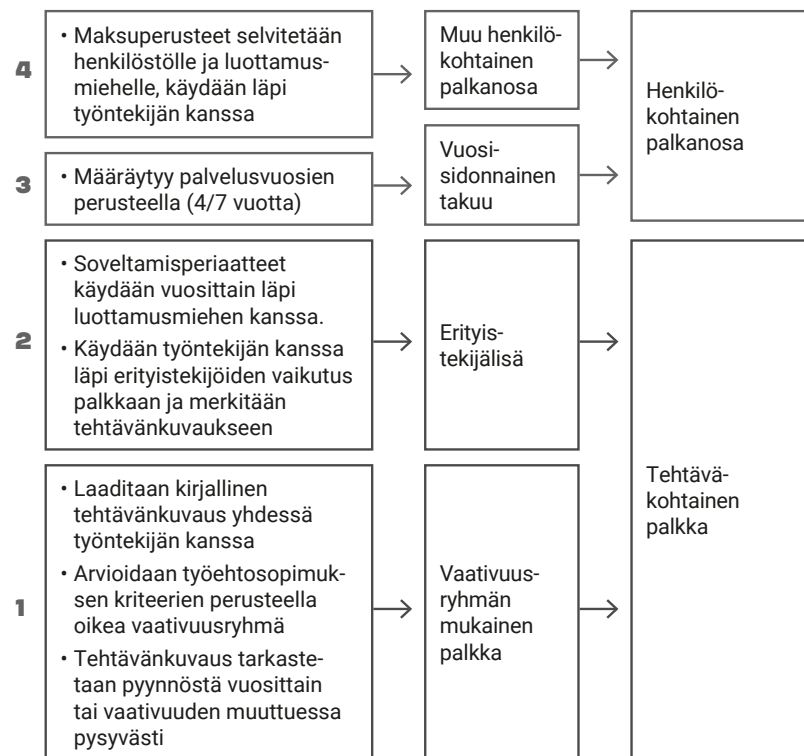 4
• Maksuperusteet selvitetään
henkilöstölle ja luottamus-
miehelle, käydään läpi
työntekijän kanssa
Muu henkilö-
kohtainen
palkanosa
Henkilö-
kohtainen
palkanosa
3
• Määräytyy palvelusvuosien
perusteella (4/7 vuotta)
Vuosi-
sidonnainen
takuu
2
• Soveltamisperiaatteet
käydään vuosittain läpi
luottamusmiehen kanssa.
• Käydään työntekijän kanssa
läpi erityistekijöiden vaikutus
palkkaan ja merkitään
tehtävänkuvaukseen
Erityis-
tekijälisä
Tehtävä-
kohtainen
palkka
1
• Laaditaan kirjallinen
tehtävänkuvaus yhdessä
työntekijän kanssa
• Arvioidaan työehtosopimuk-
sen kriteerien perusteella
oikea vaativuusryhmä
• Tehtävänkuvaus tarkaste-
taan pyynnöstä vuosittain
tai vaativuuden muuttuessa
pysyvästi
Vaativuus-
ryhmän
mukainen
palkka